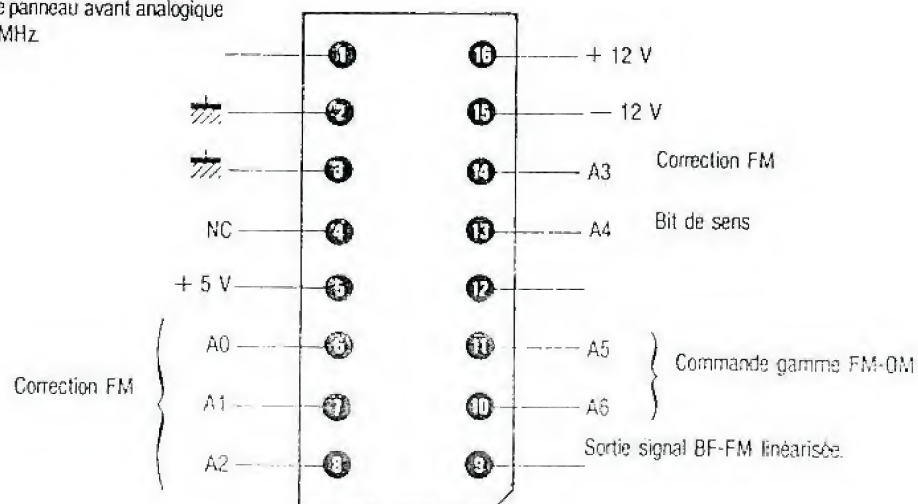 e panneau avant analogique
MHz
1 16 + 12 V
2 15 — 12 V
3 14 A3 Correction FM
NC 4 13 A4 Bit de sens
+ 5 V 5 12
A0 6 11 A5
Commande gamme FM-OM
Correction FM
A1 7 10 A6
A2 8 9 Sortie signal BF-FM linéarisée.